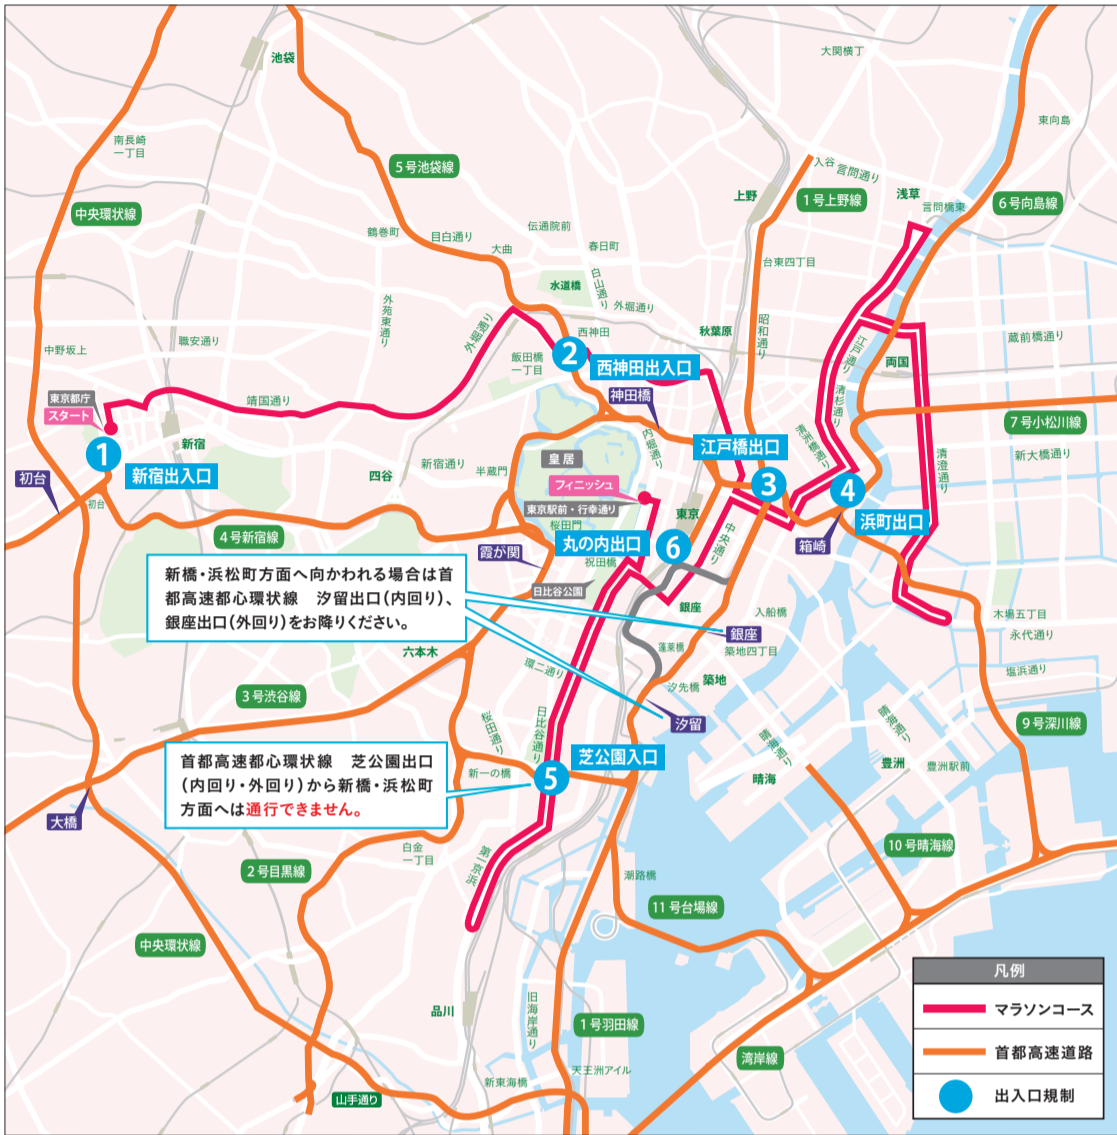 池袋
大関横丁
東向島
南長崎
一丁目
5号池袋線
入谷
言問通り
上野
1号上野線
浅草
言問橋東
6号向島線
中央環状線
鶴巻町
目白通り
大曲
伝通院前
春日町
白山通り
台東四丁目
水道橋
外堀通り
外苑東通り
外堀通り
西神田
秋葉原
昭和通り
江戸通り
両国
蔵前橋通り
中野坂上
職安通り
飯田橋
一丁目
2
西神田出入口
清杉通り
東京都庁
スタート
靖国通り
神田橋
内堀通り
清洲橋通り
清澄通り
7号小松川線
1
新宿出入口
新宿
新宿通り
四谷
半蔵門
皇居
江戸橋出口
3
4
浜町出口
新大橋通り
初台
初台
フィニッシュ
東京駅前・行幸通り
東京
4号新宿線
桜田門
丸の内出口
6
中央通り
箱崎
霞が関
祝田橋
日比谷公園
新橋・浜松町方面へ向かわれる場合は首
都高速都心環状線 汐留出口(内回り)、
銀座出口(外回り)をお降りください。
銀座
入船橋
銀座
築地四丁目
木場五丁目
永代通り
塩浜通り
六本木
環二通り
蓬莱橋
築地
汐先橋
汐留
3号渋谷線
桜田通り
日比谷通り
晴海通り
晴海通り
9号深川線
首都高速都心環状線 芝公園出口
(内回り・外回り)から新橋・浜松町
方面へは通行できません。
新一の橋
5
芝公園入口
晴海
豊洲
豊洲駅前
大橋
2号目黒線
白金
一丁目
第一京浜
潮路橋
10号晴海線
11号台場線
中央環状線
品川
旧海岸通り
1号羽田線
湾岸線
新東海橋
天王洲アイル
山手通り
凡例
マラソンコース
首都高速道路
出入口規制